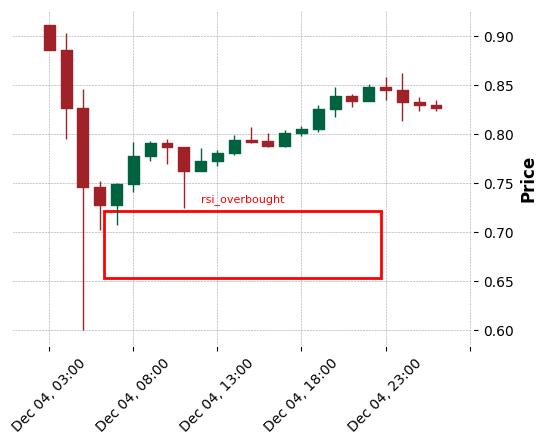 0.90
0.85
0.80
0.75
rsi_overbought
0.70
0.65
0.60
Price
Dec 04, 03:00
Dec 04, 08:00
Dec 04, 13:00
Dec 04, 18:00
Dec 04, 23:00